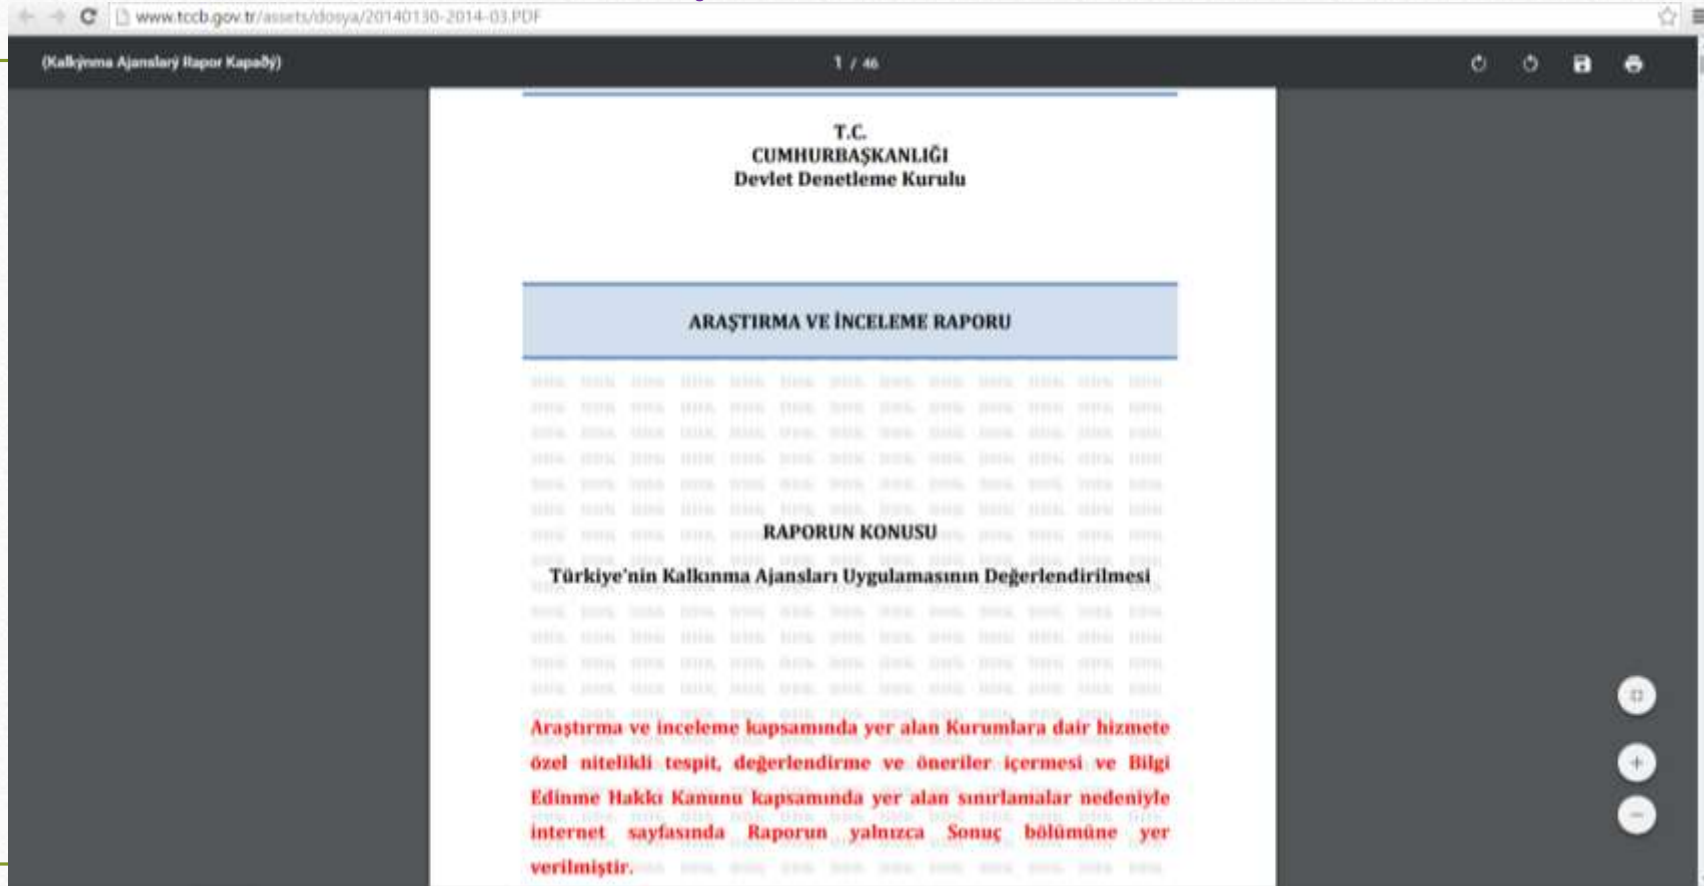 www.tccb.gov.tr/assets/dosya/20140130-2014-03.PDF
(Kalkýnma Ajanslarý Rapor Kapaðý)
1 / 46
T.C.
CUMHURBAŞKANLIĞI
Devlet Denetleme Kurulu
ARAŞTIRMA VE İNCELEME RAPORU
RAPORUN KONUSU
Türkiye'nin Kalkınma Ajansları Uygulamasının Değerlendirilmesi
Araştırma ve inceleme kapsamında yer alan Kurumlara dair hizmete
özel nitelikli tespit, değerlendirme ve öneriler içermesi ve Bilgi
Edinme Hakkı Kanunu kapsamında yer alan sınırlamalar nedeniyle
internet sayfasında Raporun yalnızca Sonuç bölümüne yer
verilmiştir.